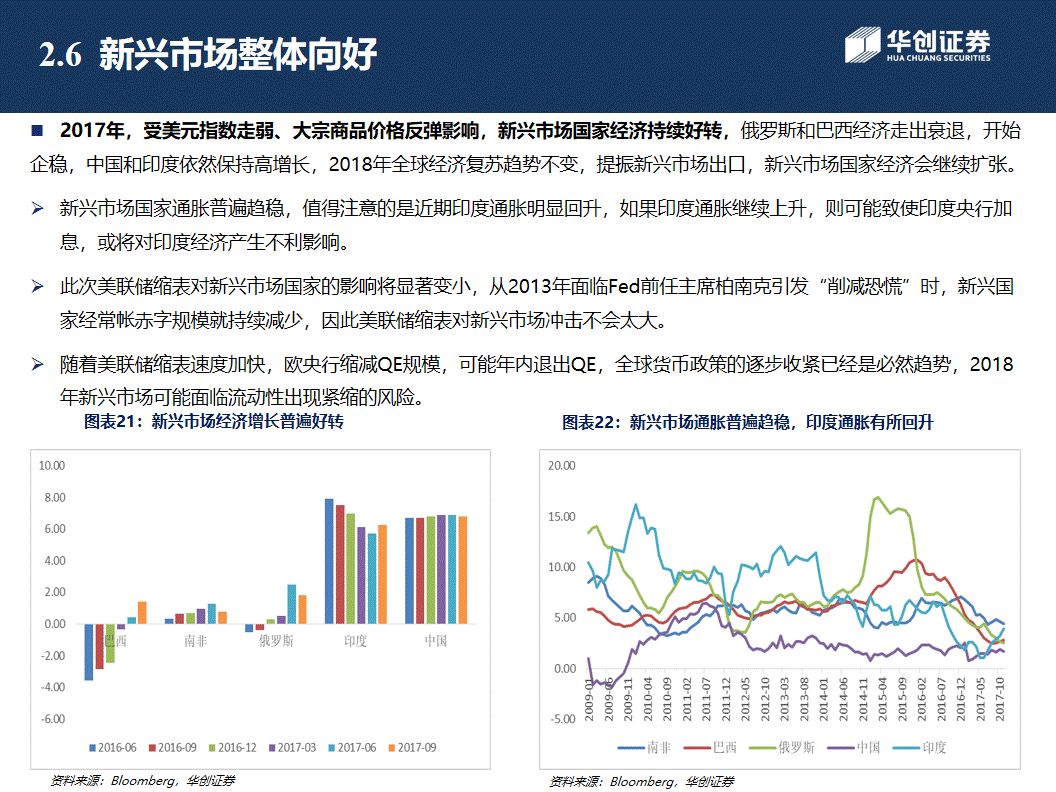 2.6 新兴市场整体向好
华创证券
HUA CHUANG SECURITIES
■ 2017年，受美元指数走弱、大宗商品价格反弹影响，新兴市场国家经济持续好转，俄罗斯和巴西经济走出衰退，开始
企稳，中国和印度依然保持高增长，2018年全球经济复苏趋势不变，提振新兴市场出口，新兴市场国家经济会继续扩张。
➢ 新兴市场国家通胀普遍趋稳，值得注意的是近期印度通胀明显回升，如果印度通胀继续上升，则可能致使印度央行加
息，或将对印度经济产生不利影响。
➢ 此次美联储缩表对新兴市场国家的影响将显著变小，从2013年面临Fed前任主席柏南克引发“削减恐慌”时，新兴国
家经常帐赤字规模就持续减少，因此美联储缩表对新兴市场冲击不会太大。
➢ 随着美联储缩表速度加快，欧央行缩减QE规模，可能年内退出QE，全球货币政策的逐步收紧已经是必然趋势，2018
年新兴市场可能面临流动性出现紧缩的风险。
图表21：新兴市场经济增长普遍好转
10.00
8.00
6.00
4.00
2.00
0.00
-2.00
-4.00
-6.00
巴西 南非 俄罗斯 印度 中国
2016-06 2016-09 2016-12 2017-03 2017-06 2017-09
资料来源：Bloomberg，华创证券
图表22：新兴市场通胀普遍趋稳，印度通胀有所回升
20.00
15.00
10.00
5.00
0.00
-5.00
2009-01 2009-06 2009-11 2010-04 2010-09 2011-02 2011-07 2011-12 2012-05 2012-10 2013-03 2013-08 2014-01 2014-06 2014-11 2015-04 2015-09 2016-02 2016-07 2016-12 2017-05 2017-10
南非 巴西 俄罗斯 中国 印度
资料来源：Bloomberg，华创证券